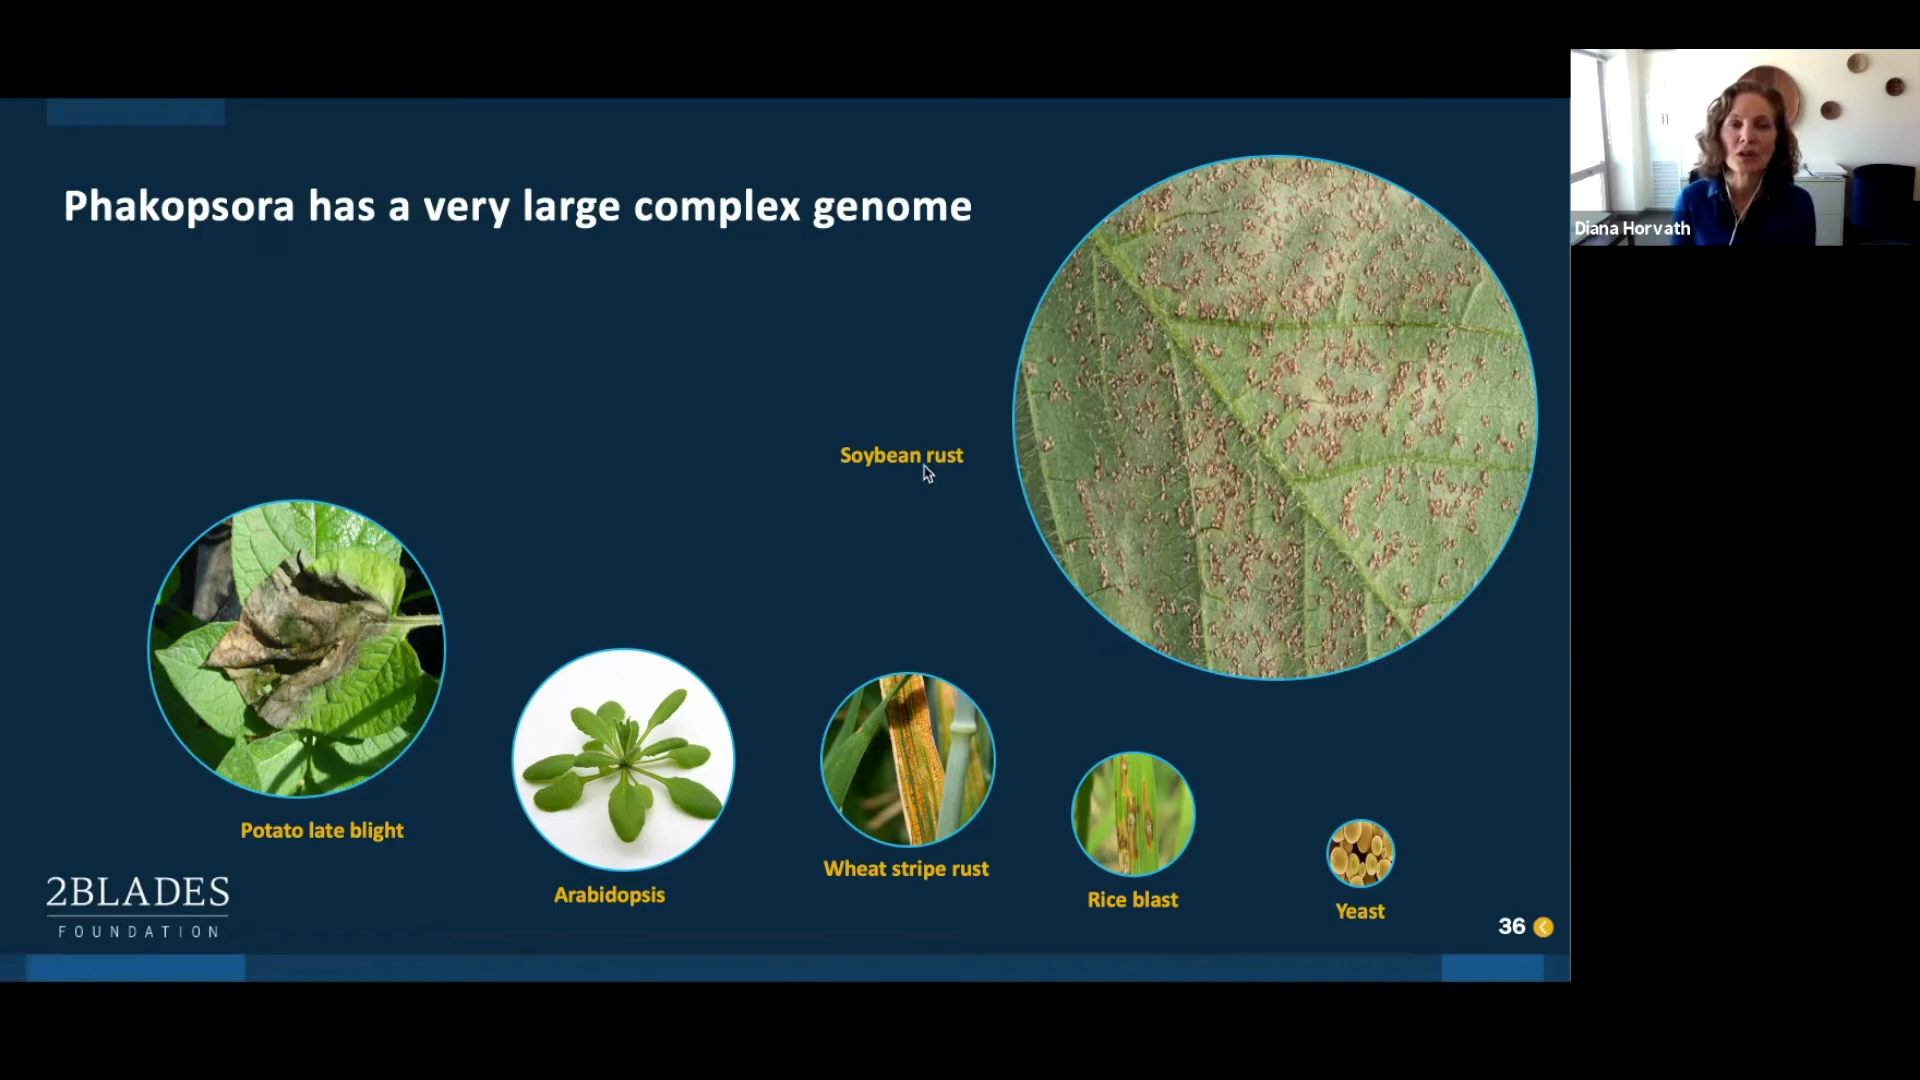 Phakopsora has a very large complex genome
Diana Horvath
Soybean rust
Potato late blight
Arabidopsis
Wheat stripe rust
Rice blast
Yeast
2BLADES
FOUNDATION
36